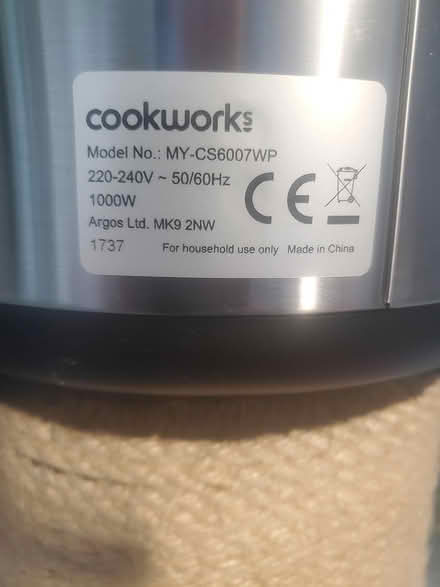 cookworks
Model No.: MY-CS6007WP
220-240V ~ 50/60Hz
1000W
Argos Ltd. MK9 2NW
1737 For household use only Made in China
CE